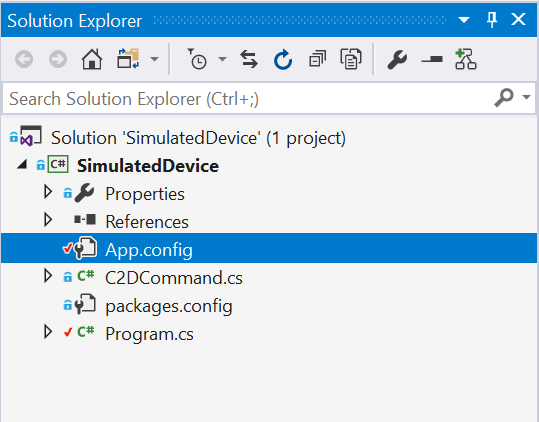 Solution Explorer
Search Solution Explorer (Ctrl+;)
Solution 'SimulatedDevice' (1 project)
C# SimulatedDevice
Properties
References
App.config
C# C2DCommand.cs
packages.config
C# Program.cs